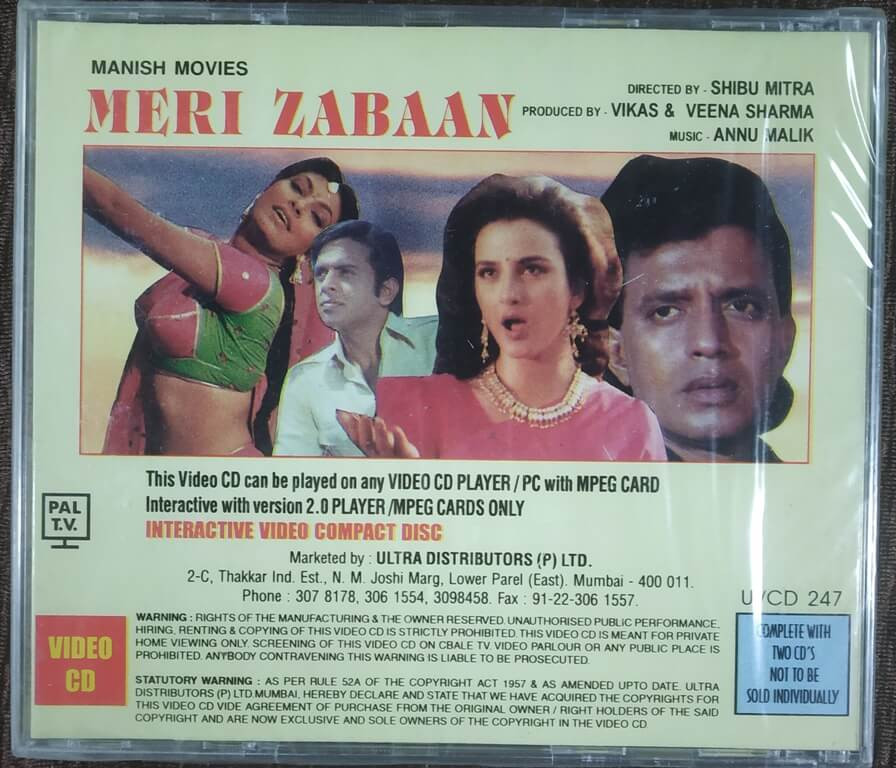 MANISH MOVIES
MERI ZABAAN
DIRECTED BY - SHIBU MITRA
PRODUCED BY - VIKAS & VEENA SHARMA
MUSIC - ANNU MALIK
This Video CD can be played on any VIDEO CD PLAYER / PC with MPEG CARD
Interactive with version 2.0 PLAYER /MPEG CARDS ONLY
INTERACTIVE VIDEO COMPACT DISC
PAL
T.V.
Marketed by : ULTRA DISTRIBUTORS (P) LTD.
2-C, Thakkar Ind. Est., N. M. Joshi Marg, Lower Parel (East). Mumbai - 400 011.
Phone : 307 8178, 306 1554, 3098458. Fax : 91-22-306 1557.
UVCD 247
VIDEO
CD
WARNING : RIGHTS OF THE MANUFACTURING & THE OWNER RESERVED. UNAUTHORISED PUBLIC PERFORMANCE,
HIRING, RENTING & COPYING OF THIS VIDEO CD IS STRICTLY PROHIBITED. THIS VIDEO CD IS MEANT FOR PRIVATE
HOME VIEWING ONLY. SCREENING OF THIS VIDEO CD ON CBALE TV. VIDEO PARLOUR OR ANY PUBLIC PLACE IS
PROHIBITED. ANYBODY CONTRAVENING THIS WARNING IS LIABLE TO BE PROSECUTED.
STATUTORY WARNING : AS PER RULE 52A OF THE COPYRIGHT ACT 1957 & AS AMENDED UPTO DATE. ULTRA
DISTRIBUTORS (P) LTD.MUMBAI, HEREBY DECLARE AND STATE THAT WE HAVE ACQUIRED THE COPYRIGHTS FOR
THIS VIDEO CD VIDE AGREEMENT OF PURCHASE FROM THE ORIGINAL OWNER / RIGHT HOLDERS OF THE SAID
COPYRIGHT AND ARE NOW EXCLUSIVE AND SOLE OWNERS OF THE COPYRIGHT IN THE VIDEO CD
COMPLETE WITH
TWO CD'S
NOT TO BE
SOLD INDIVIDUALLY